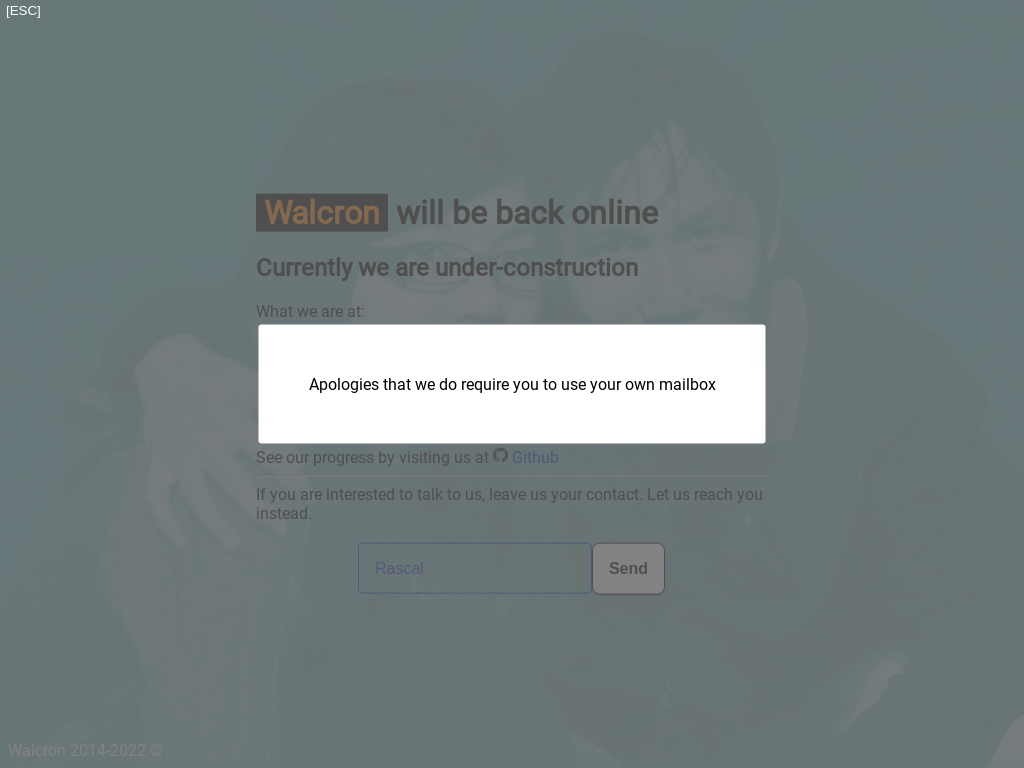 [ESC]
Walcron will be back online
Currently we are under-construction
What we are at:
Apologies that we do require you to use your own mailbox
See our progress by visiting us at Github
If you are interested to talk to us, leave us your contact. Let us reach you
instead.
Rascal
Send
Walcron 2014-2022 ©